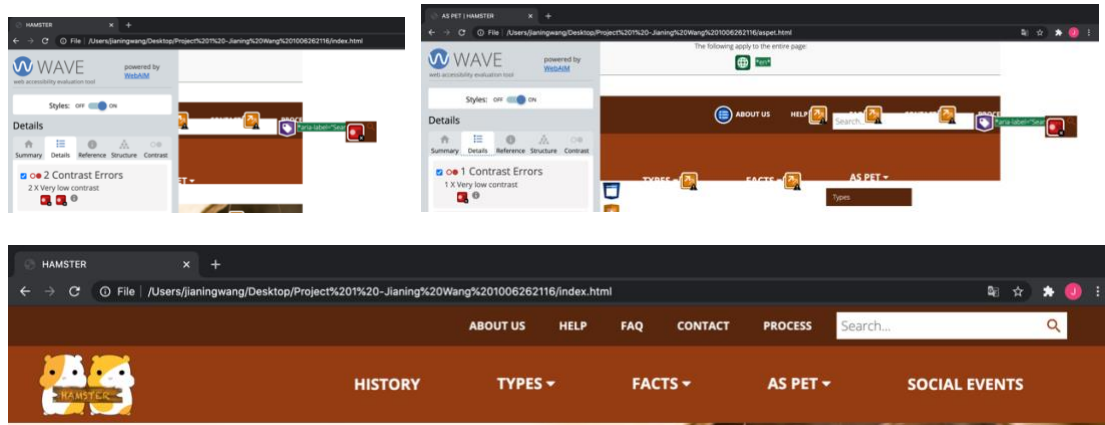 HAMSTER
File | /Users/jianingwang/Desktop/Project%201%20-Jianing%20Wang%201006262116/index.html
WAVE
web accessibility evaluation tool
powered by
WebAIM
Styles: OFF ON
Details
Summary Details Reference Structure Contrast
2 Contrast Errors
2 X Very low contrast
AS PET | HAMSTER
File | /Users/jianingwang/Desktop/Project%201%20-Jianing%20Wang%201006262116/aspet.html
WAVE
web accessibility evaluation tool
powered by
WebAIM
Styles: OFF ON
Details
Summary Details Reference Structure Contrast
1 Contrast Errors
1 X Very low contrast
The following apply to the entire page:
*en*
ABOUT US HELP Search...
AS PET
Types
HAMSTER
File | /Users/jianingwang/Desktop/Project%201%20-Jianing%20Wang%201006262116/index.html
ABOUT US HELP FAQ CONTACT PROCESS Search...
HAMSTER
HISTORY TYPES FACTS AS PET SOCIAL EVENTS